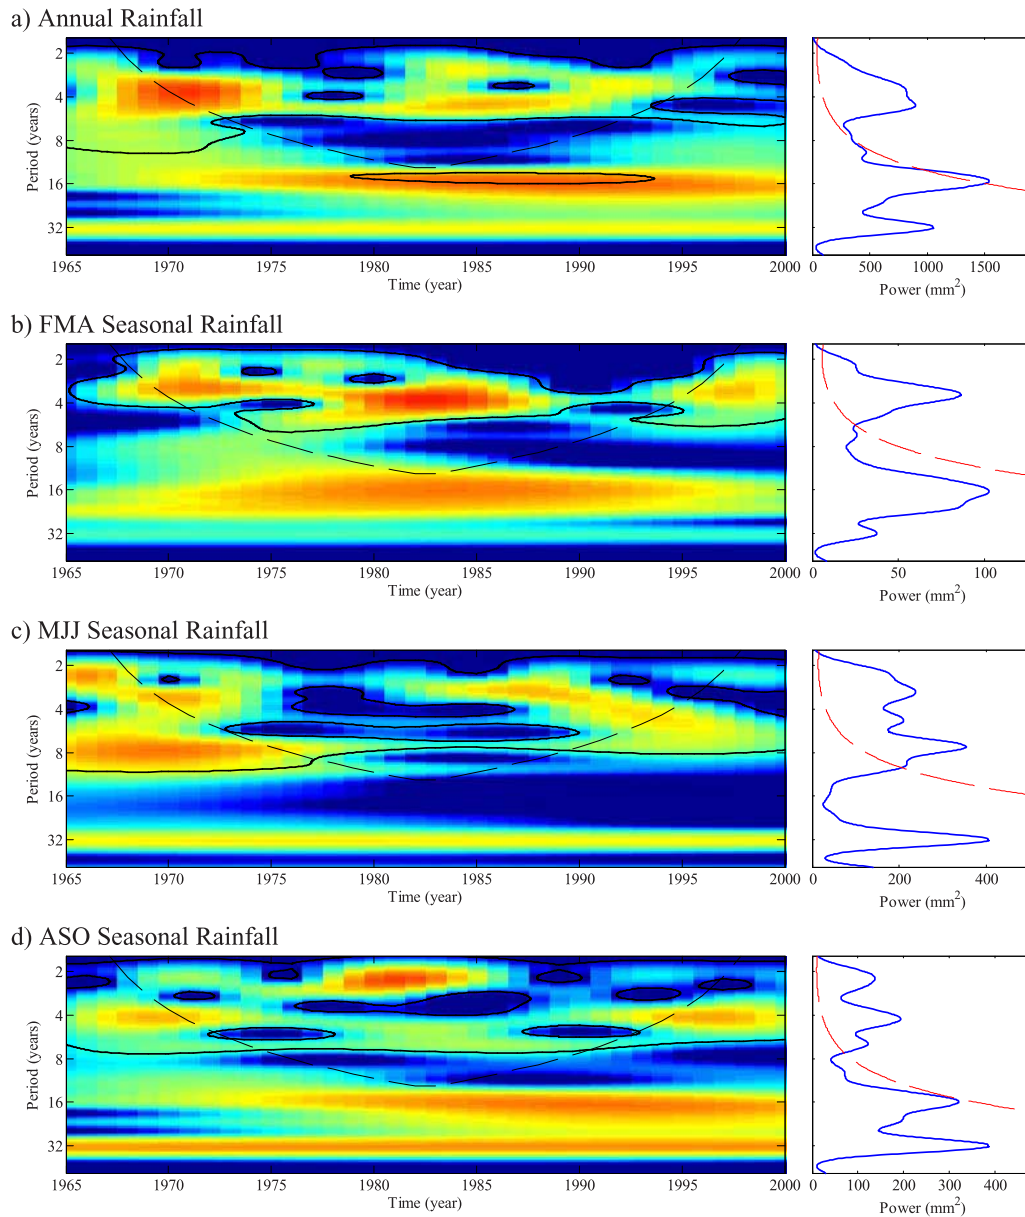 a) Annual Rainfall
Period (years)
2
4
8
16
32
1965 1970 1975 1980 1985 1990 1995 2000
Time (year)
0 500 1000 1500
Power (mm2)
b) FMA Seasonal Rainfall
Period (years)
2
4
8
16
32
1965 1970 1975 1980 1985 1990 1995 2000
Time (year)
0 50 100
Power (mm2)
c) MJJ Seasonal Rainfall
Period (years)
2
4
8
16
32
1965 1970 1975 1980 1985 1990 1995 2000
Time (year)
0 200 400
Power (mm2)
d) ASO Seasonal Rainfall
Period (years)
2
4
8
16
32
1965 1970 1975 1980 1985 1990 1995 2000
Time (year)
0 100 200 300 400
Power (mm2)